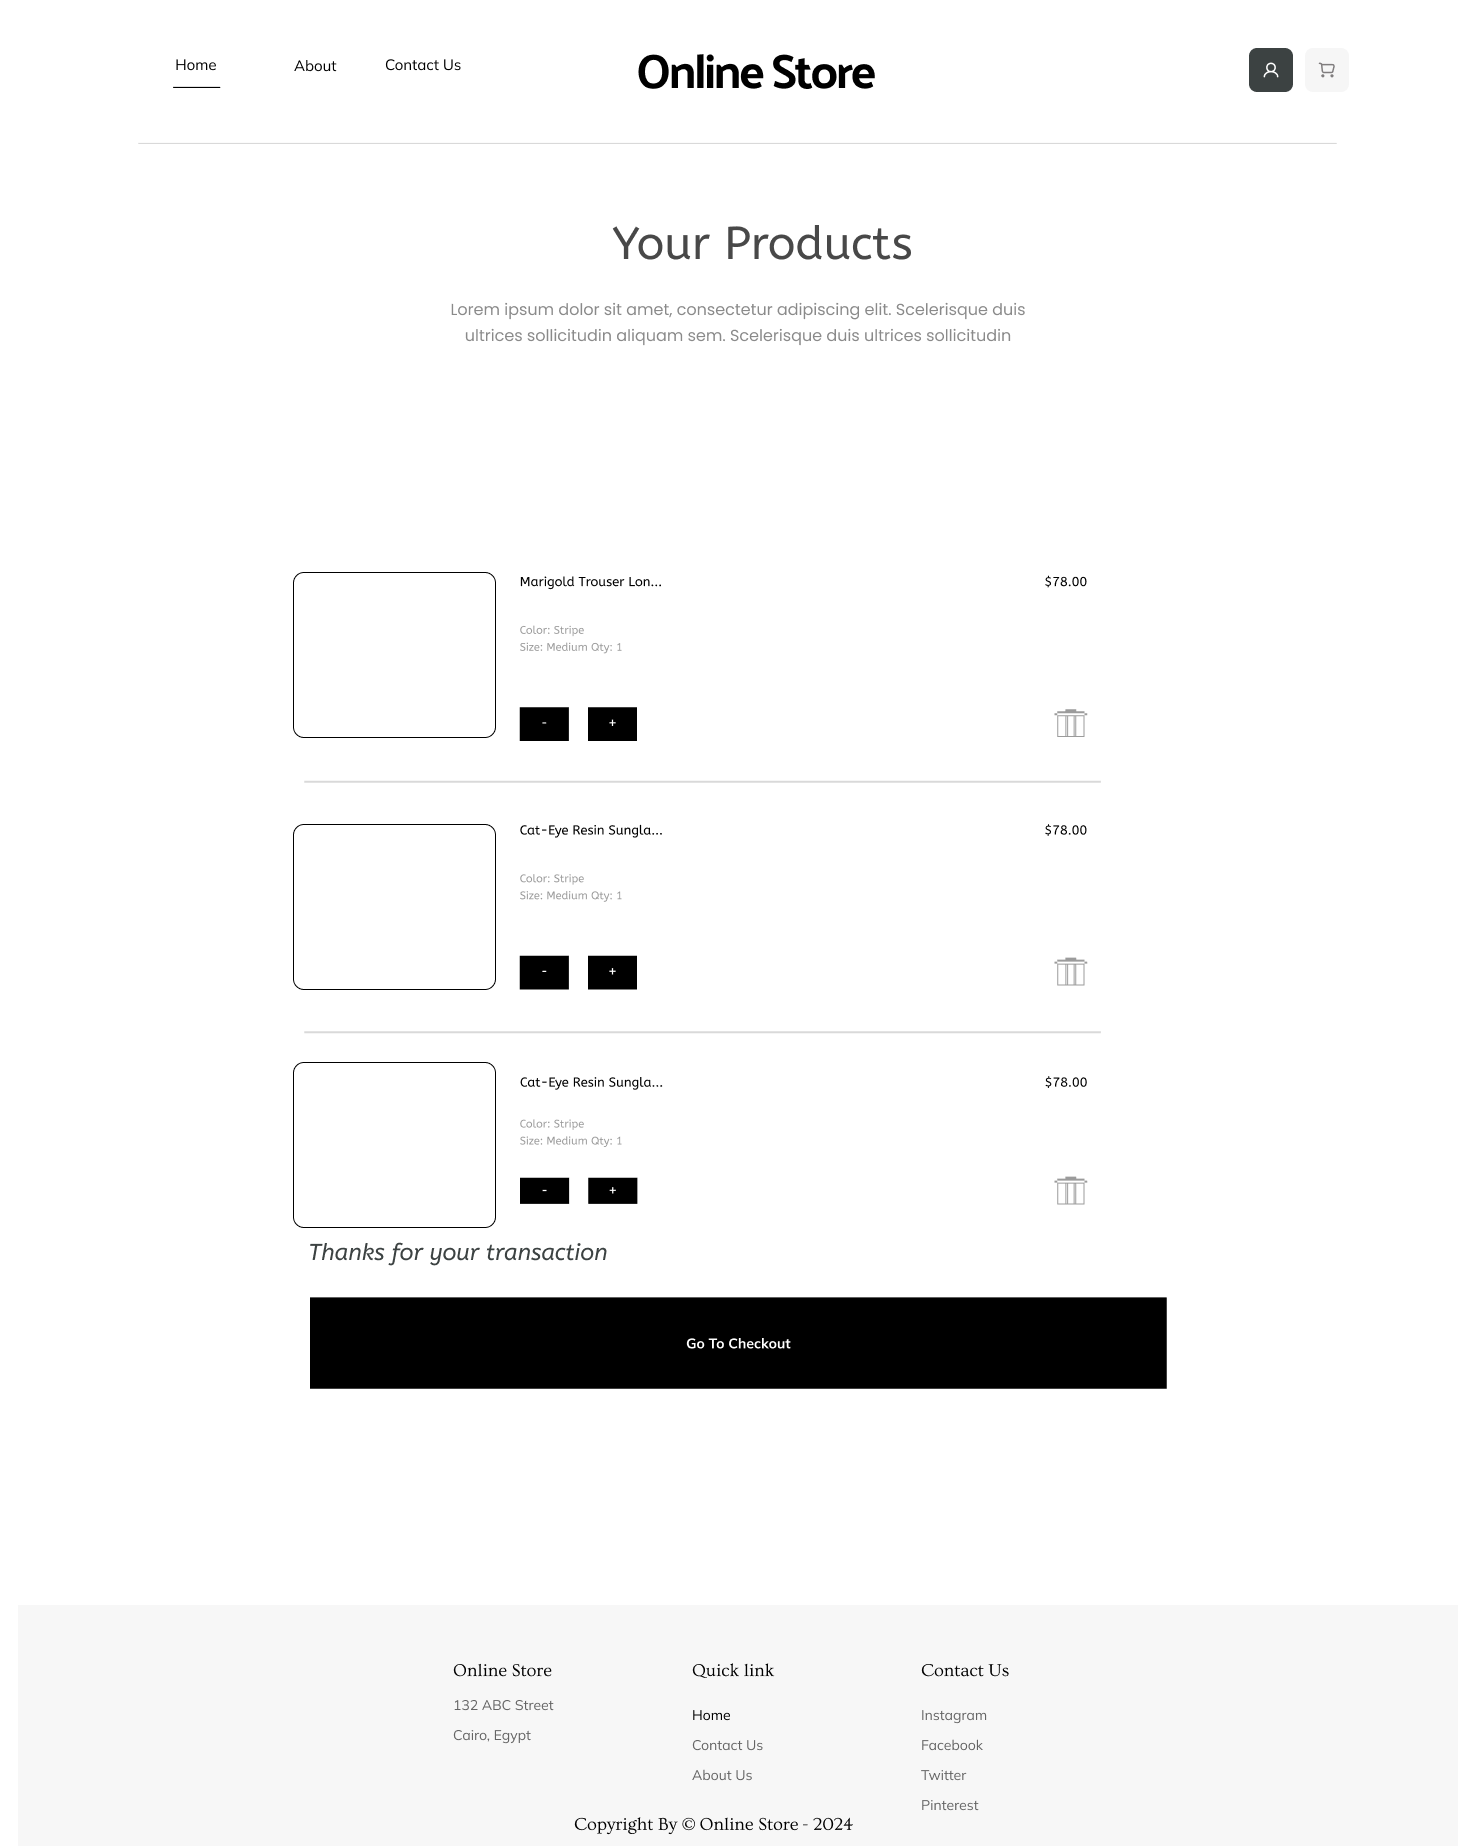 Home
About
Contact Us
Online Store
Your Products
Lorem ipsum dolor sit amet, consectetur adipiscing elit. Scelerisque duis
ultrices sollicitudin aliquam sem. Scelerisque duis ultrices sollicitudin
Marigold Trouser Lon...
$78.00
Color: Stripe
Size: Medium Qty: 1
-
+
Cat-Eye Resin Sungla...
$78.00
Color: Stripe
Size: Medium Qty: 1
-
+
Cat-Eye Resin Sungla...
$78.00
Color: Stripe
Size: Medium Qty: 1
-
+
Thanks for your transaction
Go To Checkout
Online Store
132 ABC Street
Cairo, Egypt
Quick link
Home
Contact Us
About Us
Contact Us
Instagram
Facebook
Twitter
Pinterest
Copyright By © Online Store - 2024